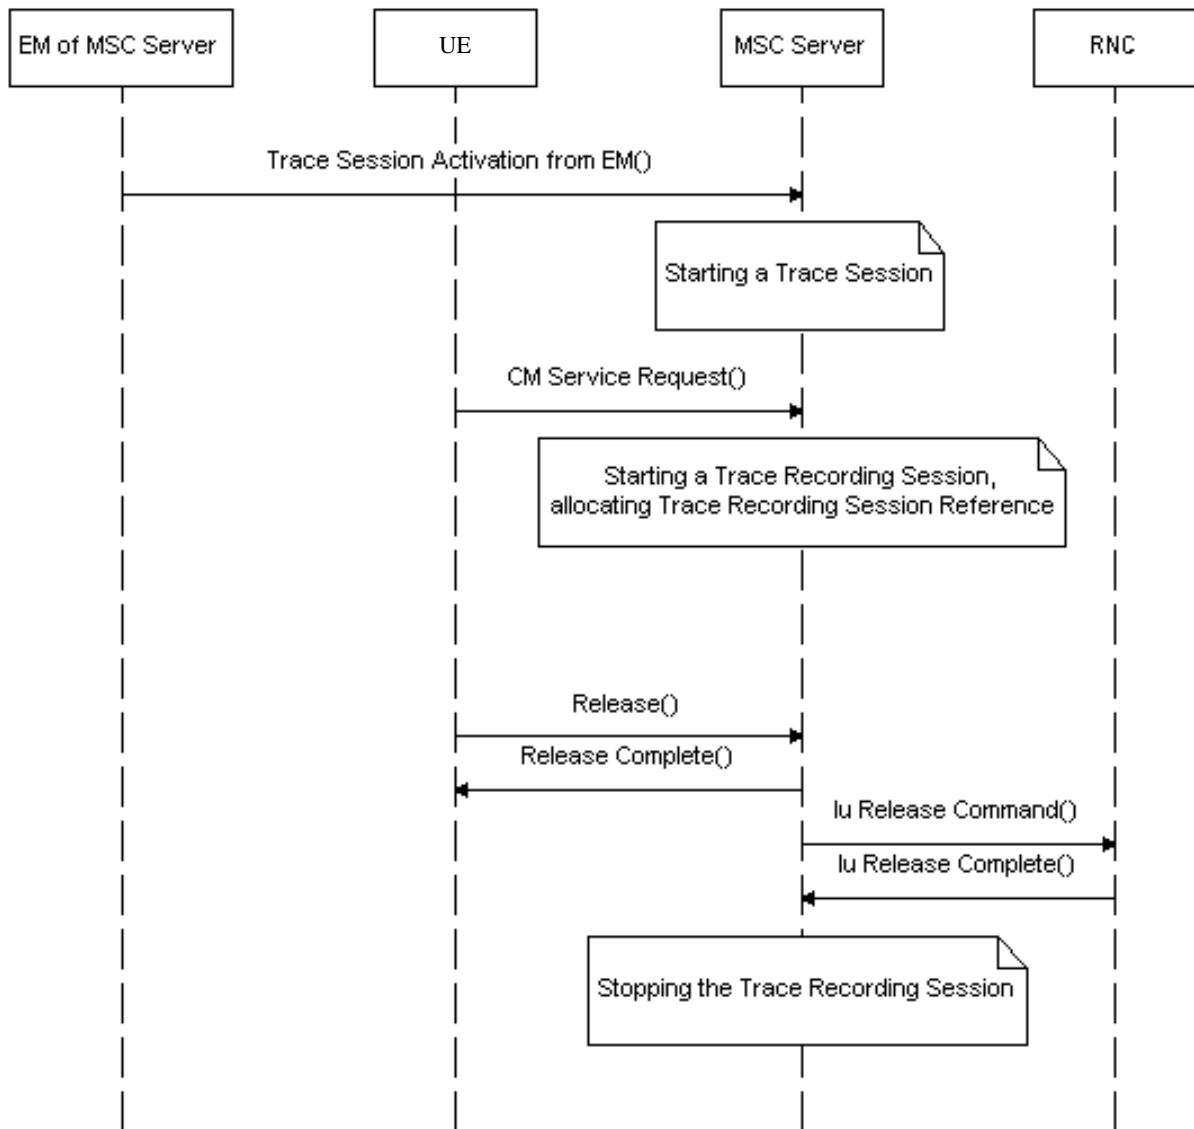 EM of MSC Server
UE
MSC Server
RNC
Trace Session Activation from EM()
Starting a Trace Session
CM Service Request()
Starting a Trace Recording Session,
allocating Trace Recording Session Reference
Release()
Release Complete()
Iu Release Command()
Iu Release Complete()
Stopping the Trace Recording Session